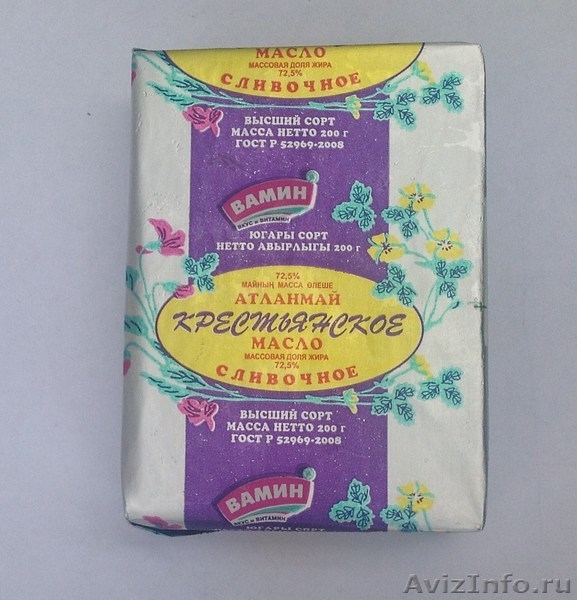 МАСЛО
МАССОВАЯ ДОЛЯ ЖИРА
72,5%
СЛИВОЧНОЕ
ВЫСШИЙ СОРТ
МАССА НЕТТО 200 г
ГОСТ Р 52969-2008
ВАМИН
ВКУС и ВИТАМИН
ЮГАРЫ СОРТ
НЕТТО АВЫРЛЫГЫ 200 г
72,5%
МАЙНЫҢ МАССА ӨЛЕШЕ
АТЛАНМАЙ
КРЕСТЬЯНСКОЕ
МАСЛО
МАССОВАЯ ДОЛЯ ЖИРА
72,5%
СЛИВОЧНОЕ
ВЫСШИЙ СОРТ
МАССА НЕТТО 200 г
ГОСТ Р 52969-2008
ВАМИН
ВКУС и ВИТАМИН
ЮГАРЫ СОРТ
AvizInfo.ru